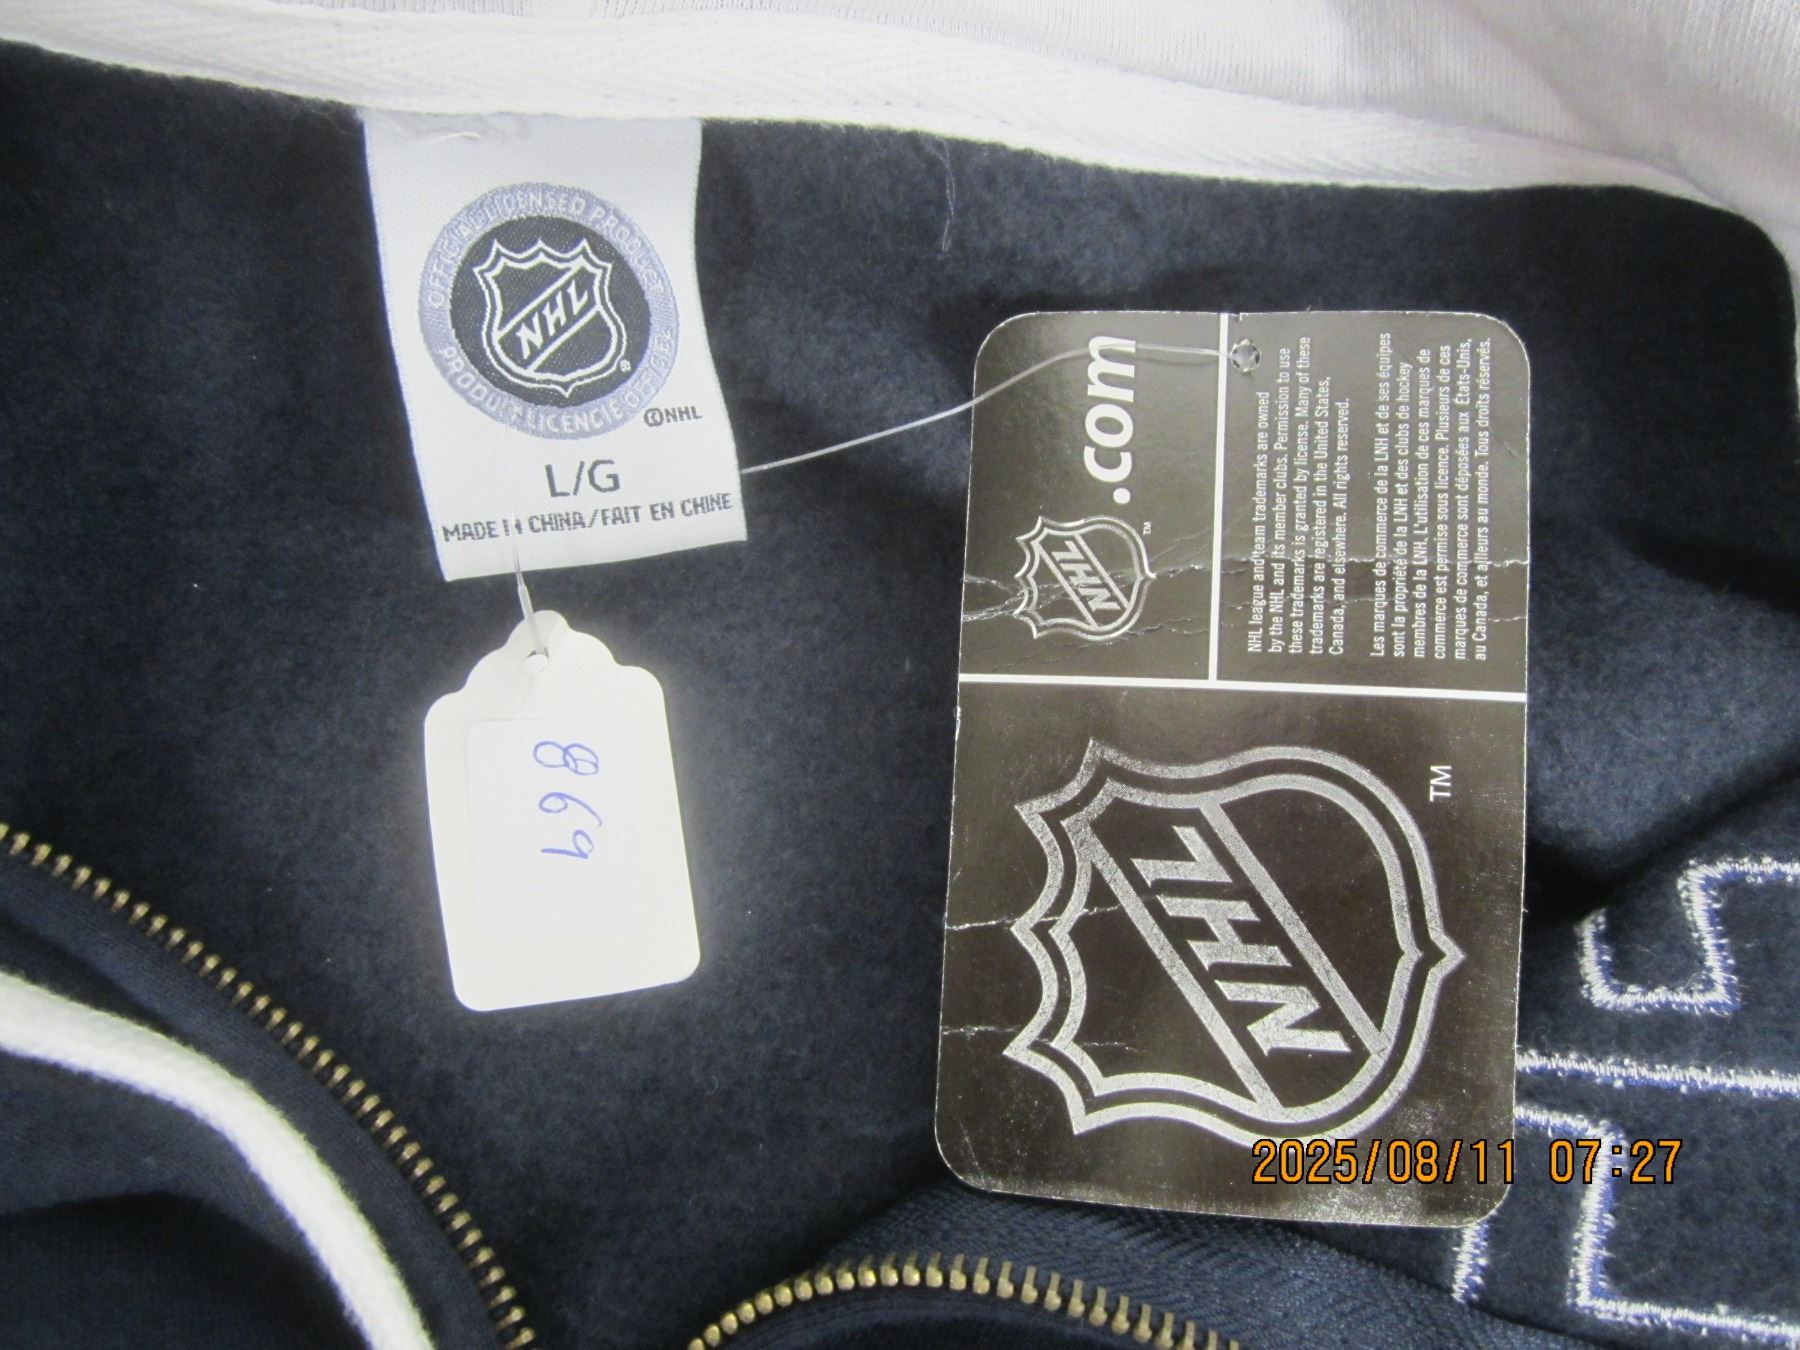 OFFICIAL LICENSED PRODUCT
NHL
®
PRODUIT LICENCIÉ OFFICIEL
©NHL
L/G
MADE IN CHINA/FAIT EN CHINE
869
NHL.com
™
NHL league and team trademarks are owned
by the NHL and its member clubs. Permission to use
these trademarks is granted by license. Many of these
trademarks are registered in the United States,
Canada, and elsewhere. All rights reserved.
Les marques de commerce de la LNH et de ses équipes
sont la propriété de la LNH et des clubs de hockey
membres de la LNH. L'utilisation de ces marques de
commerce est permise sous licence. Plusieurs de ces
marques de commerce sont déposées aux États-Unis,
au Canada, et ailleurs au monde. Tous droits réservés.
NHL
TM
2025/08/11 07:27